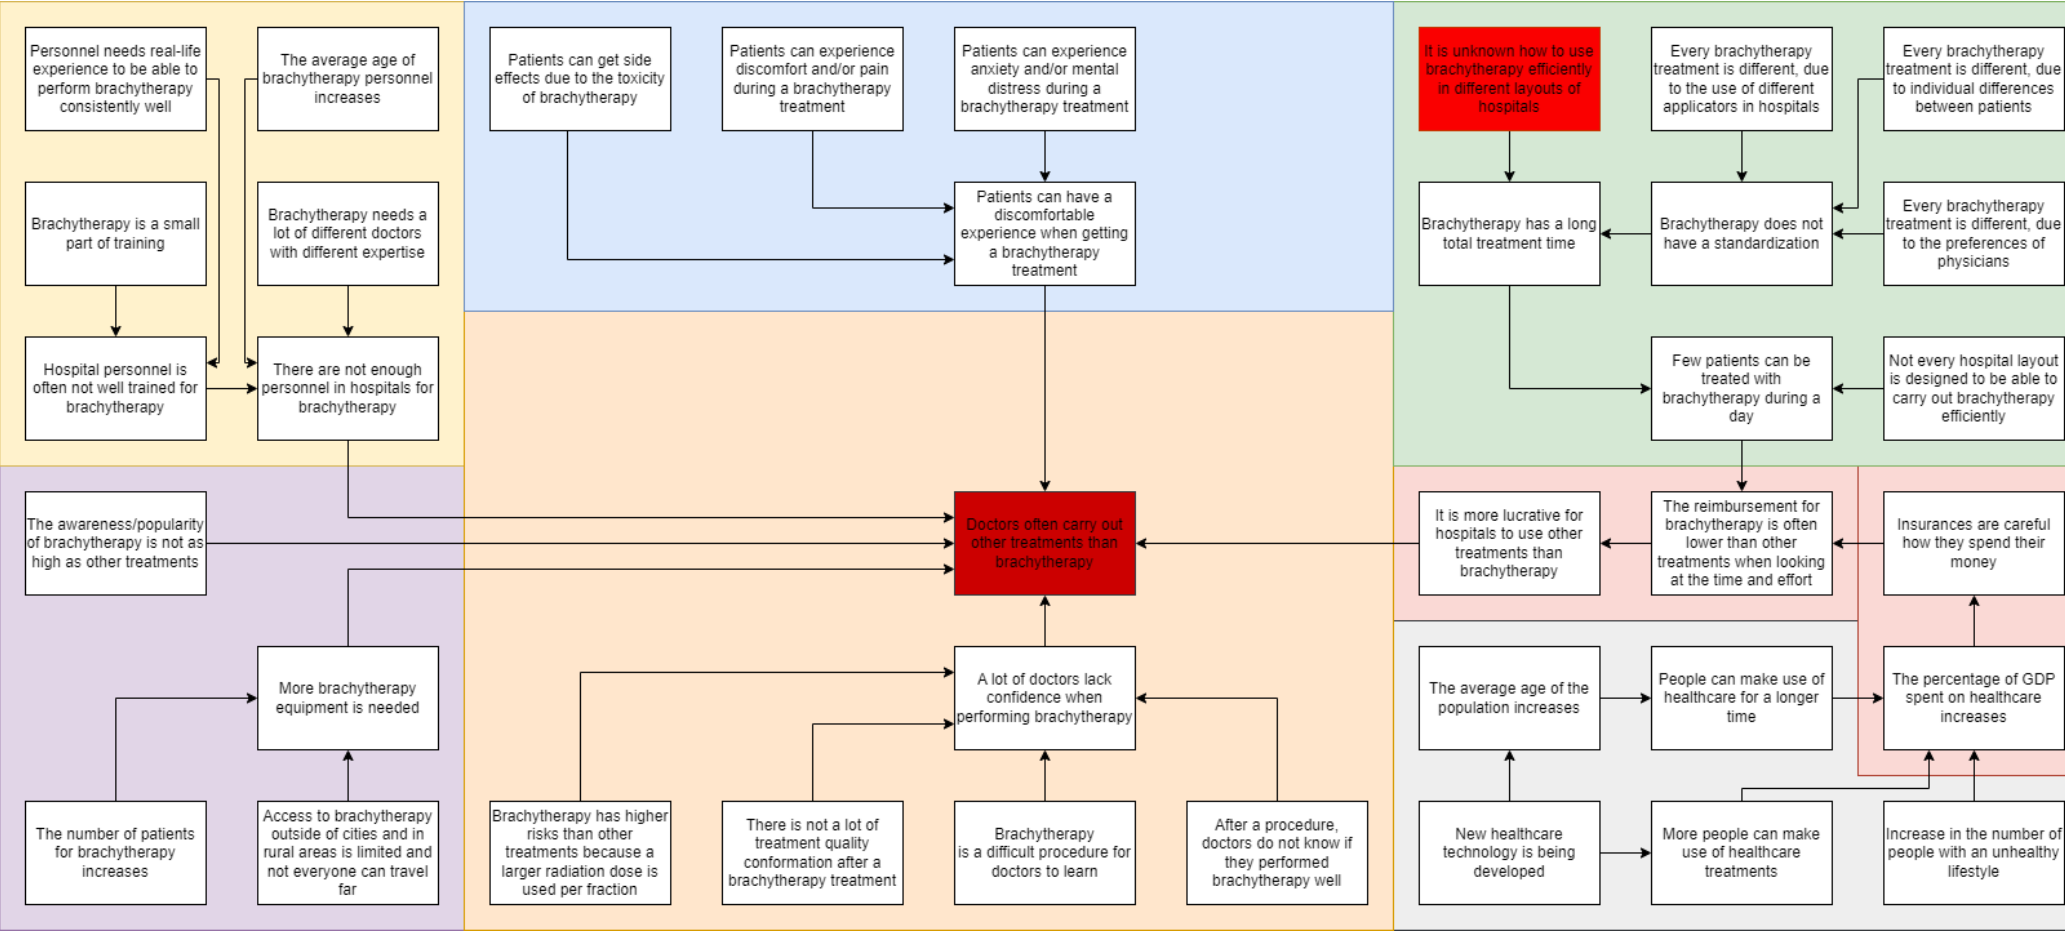 Personnel needs real-life
experience to be able to
perform brachytherapy
consistently well
The average age of
brachytherapy personnel
increases
Patients can get side
effects due to the toxicity
of brachytherapy
Patients can experience
discomfort and/or pain
during a brachytherapy
treatment
Patients can experience
anxiety and/or mental
distress during a
brachytherapy treatment
It is unknown how to use
brachytherapy efficiently
in different layouts of
hospitals
Every brachytherapy
treatment is different, due
to the use of different
applicators in hospitals
Every brachytherapy
treatment is different, due
to individual differences
between patients
Brachytherapy is a small
part of training
Brachytherapy needs a
lot of different doctors
with different expertise
Patients can have a
discomfortable
experience when getting
a brachytherapy
treatment
Brachytherapy has a long
total treatment time
Brachytherapy does not
have a standardization
Every brachytherapy
treatment is different, due
to the preferences of
physicians
Hospital personnel is
often not well trained for
brachytherapy
There are not enough
personnel in hospitals for
brachytherapy
Few patients can be
treated with
brachytherapy during a
day
Not every hospital layout
is designed to be able to
carry out brachytherapy
efficiently
The awareness/popularity
of brachytherapy is not as
high as other treatments
Doctors often carry out
other treatments than
brachytherapy
It is more lucrative for
hospitals to use other
treatments than
brachytherapy
The reimbursement for
brachytherapy is often
lower than other
treatments when looking
at the time and effort
Insurances are careful
how they spend their
money
More brachytherapy
equipment is needed
A lot of doctors lack
confidence when
performing brachytherapy
The average age of the
population increases
People can make use of
healthcare for a longer
time
The percentage of GDP
spent on healthcare
increases
The number of patients
for brachytherapy
increases
Access to brachytherapy
outside of cities and in
rural areas is limited and
not everyone can travel
far
Brachytherapy has higher
risks than other
treatments because a
larger radiation dose is
used per fraction
There is not a lot of
treatment quality
conformation after a
brachytherapy treatment
Brachytherapy
is a difficult procedure for
doctors to learn
After a procedure,
doctors do not know if
they performed
brachytherapy well
New healthcare
technology is being
developed
More people can make
use of healthcare
treatments
Increase in the number of
people with an unhealthy
lifestyle